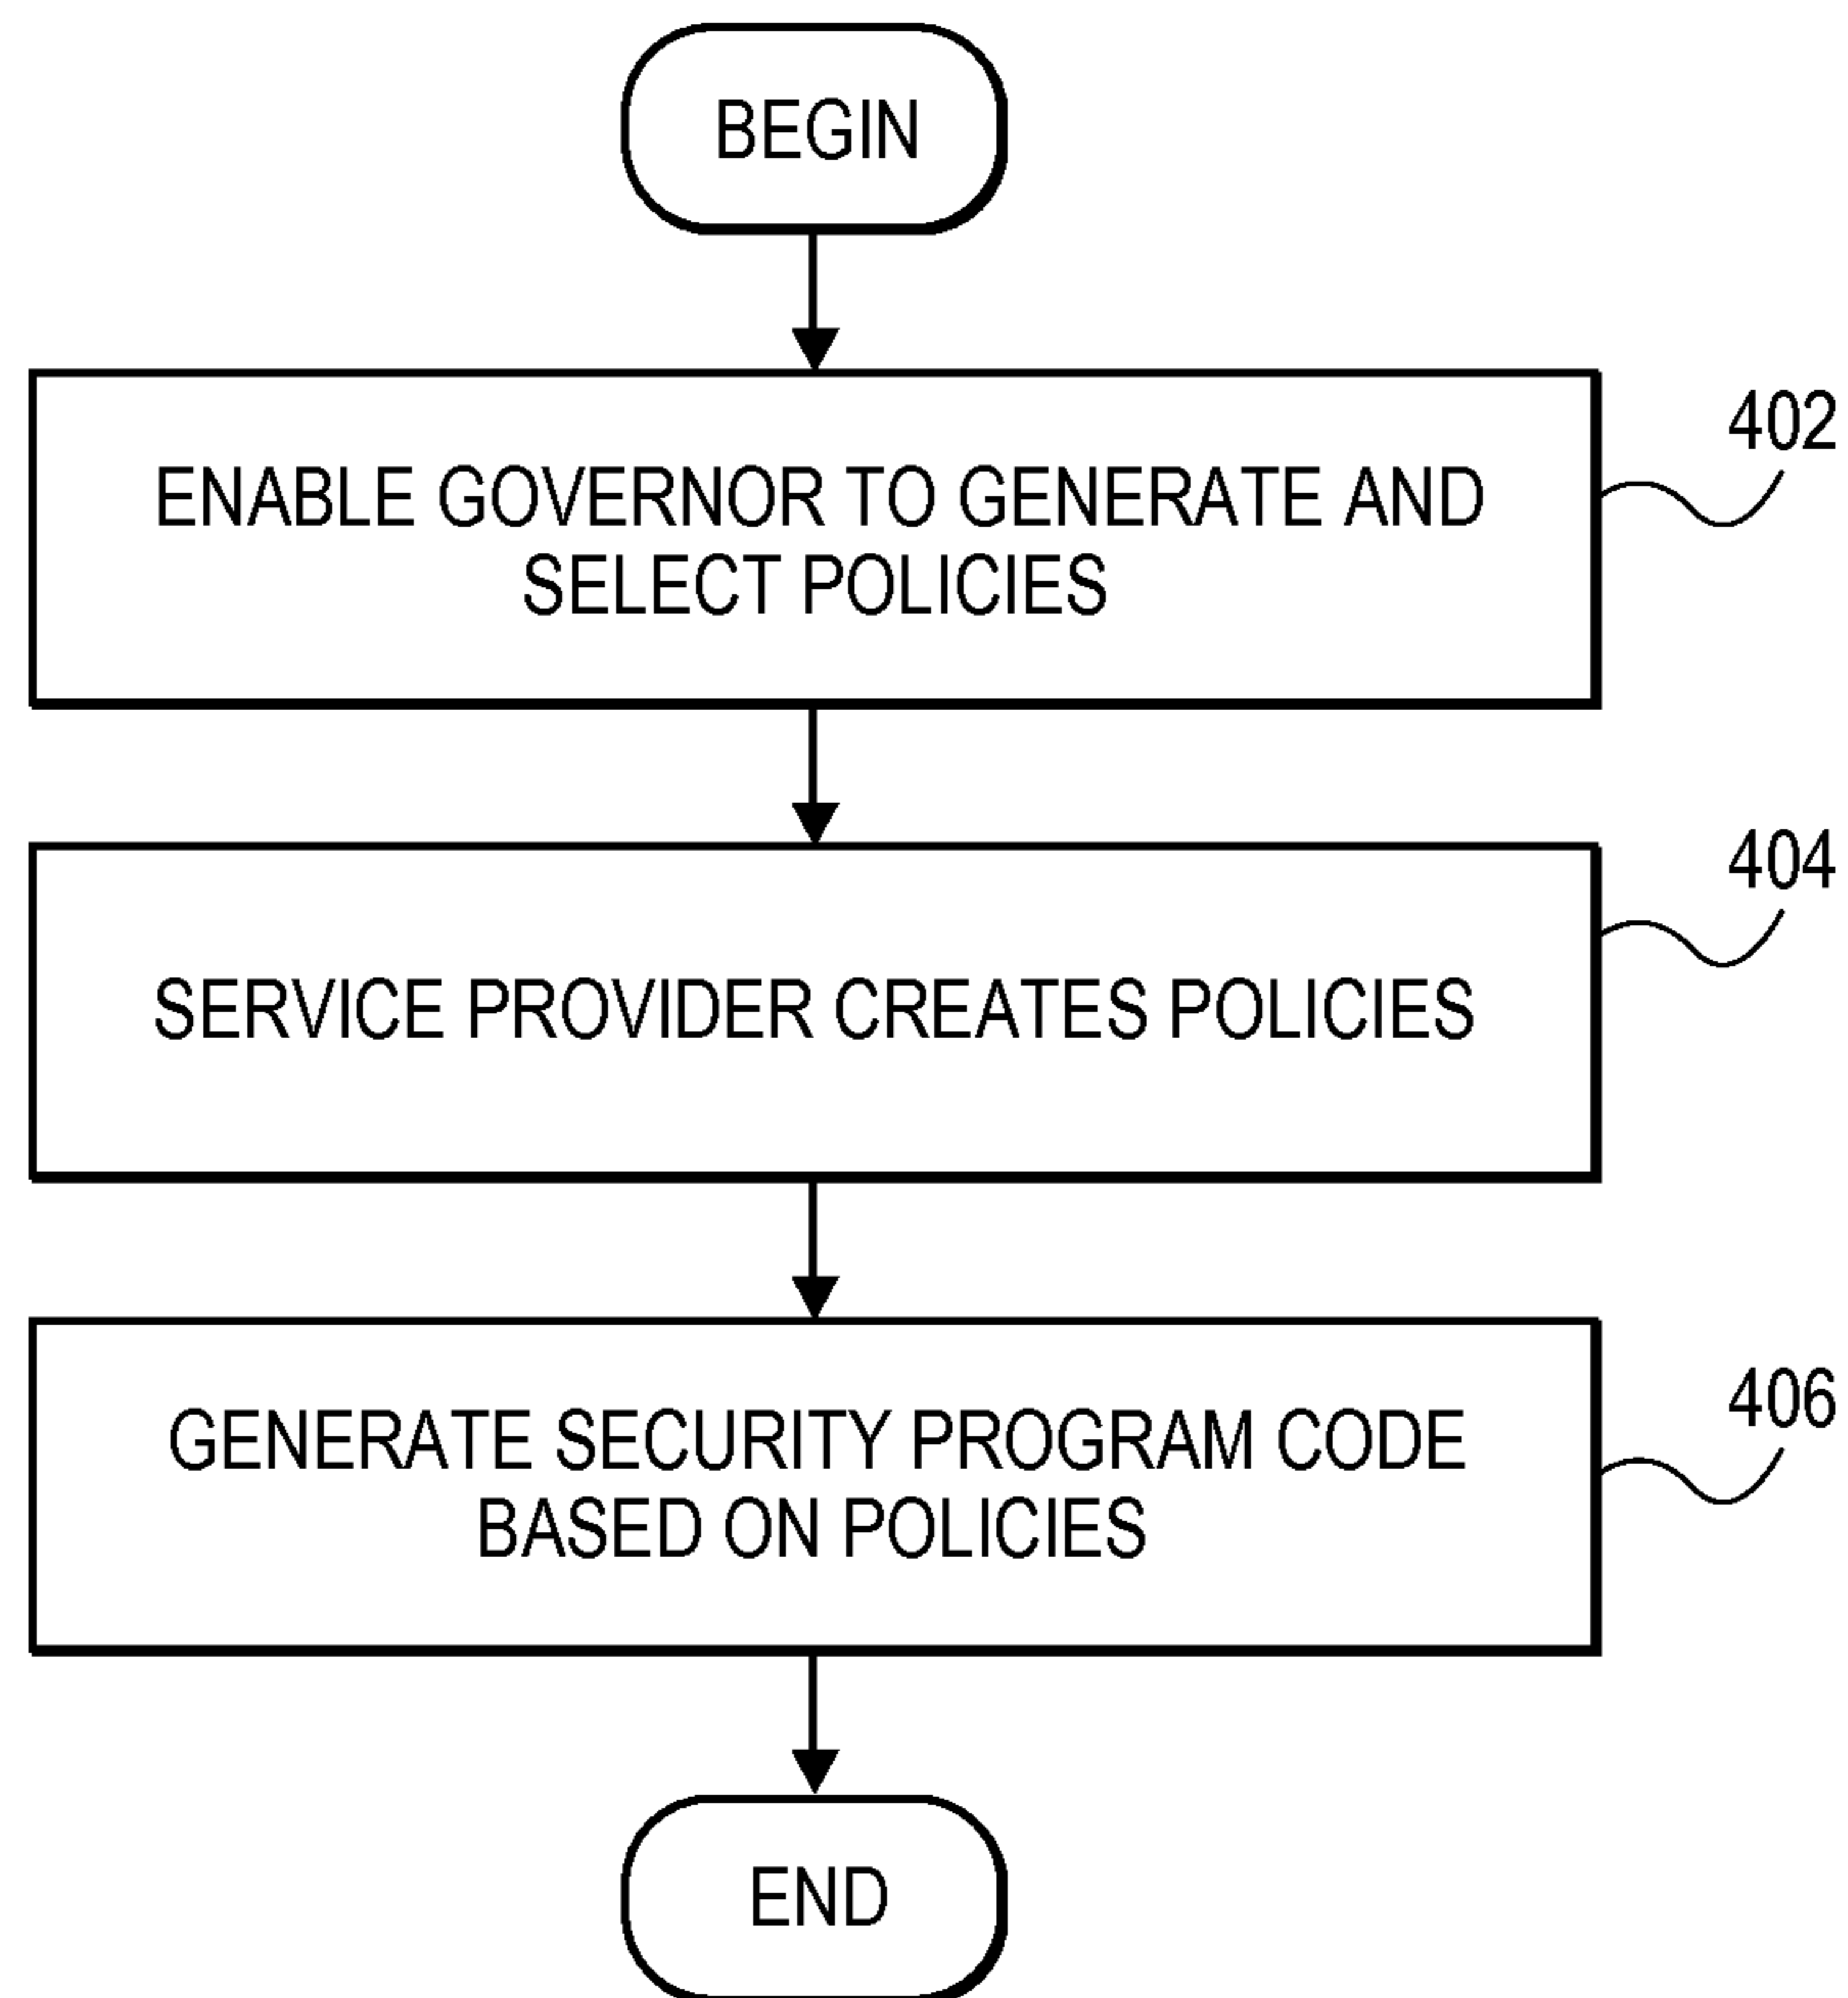 BEGIN
402
ENABLE GOVERNOR TO GENERATE AND
SELECT POLICIES
404
SERVICE PROVIDER CREATES POLICIES
406
GENERATE SECURITY PROGRAM CODE
BASED ON POLICIES
END